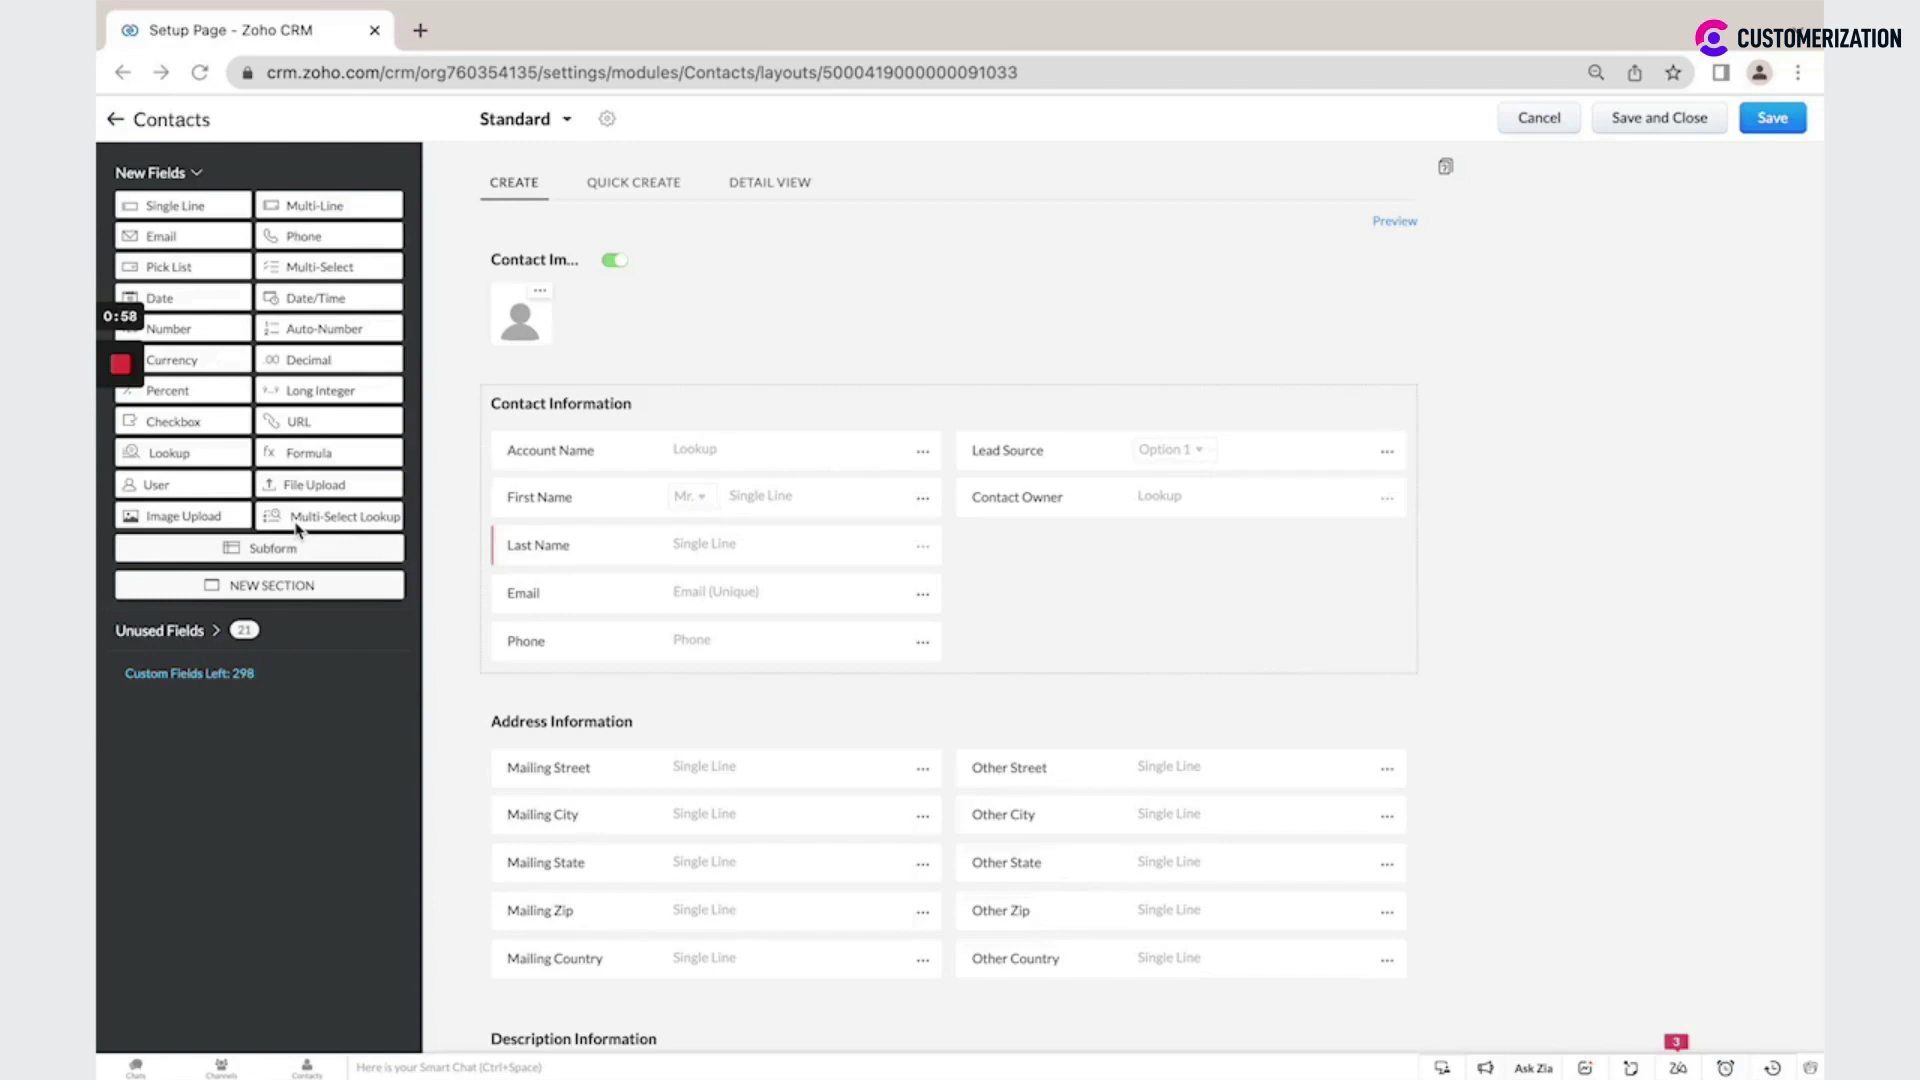 Setup Page - Zoho CRM
CUSTOMERIZATION
crm.zoho.com/crm/org760354135/settings/modules/Contacts/layouts/5000419000000091033
Contacts
Standard
Cancel
Save and Close
Save
New Fields
Single Line
Multi-Line
Email
Phone
Pick List
Multi-Select
Date
Date/Time
0:58
Number
Auto-Number
Currency
.00 Decimal
Percent
Long Integer
Checkbox
URL
Lookup
fx Formula
User
File Upload
Image Upload
Multi-Select Lookup
Subform
NEW SECTION
Unused Fields 21
Custom Fields Left: 298
CREATE
QUICK CREATE
DETAIL VIEW
Preview
Contact Im...
Contact Information
Account Name Lookup
Lead Source Option 1
First Name Mr. Single Line
Contact Owner Lookup
Last Name Single Line
Email Email (Unique)
Phone Phone
Address Information
Mailing Street Single Line
Other Street Single Line
Mailing City Single Line
Other City Single Line
Mailing State Single Line
Other State Single Line
Mailing Zip Single Line
Other Zip Single Line
Mailing Country Single Line
Other Country Single Line
Description Information
3
Chats
Channels
Contacts
Here is your Smart Chat (Ctrl+Space)
Ask Zia